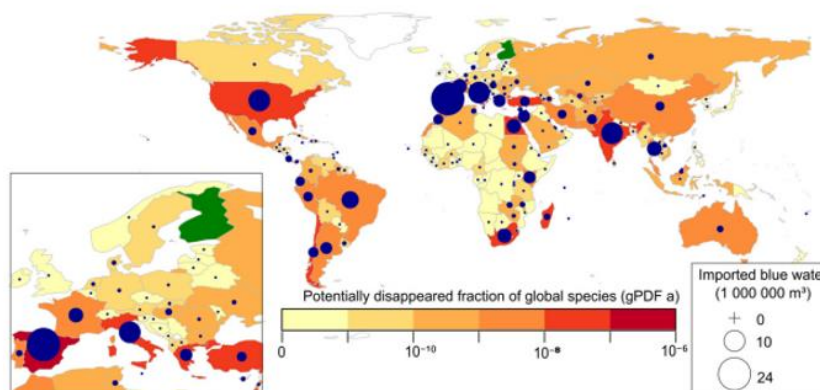 Potentially disappeared fraction of global species (gPDF a)
0
10⁻¹⁰
10⁻⁸
10⁻⁶
Imported blue wate
(1 000 000 m³)
0
10
24